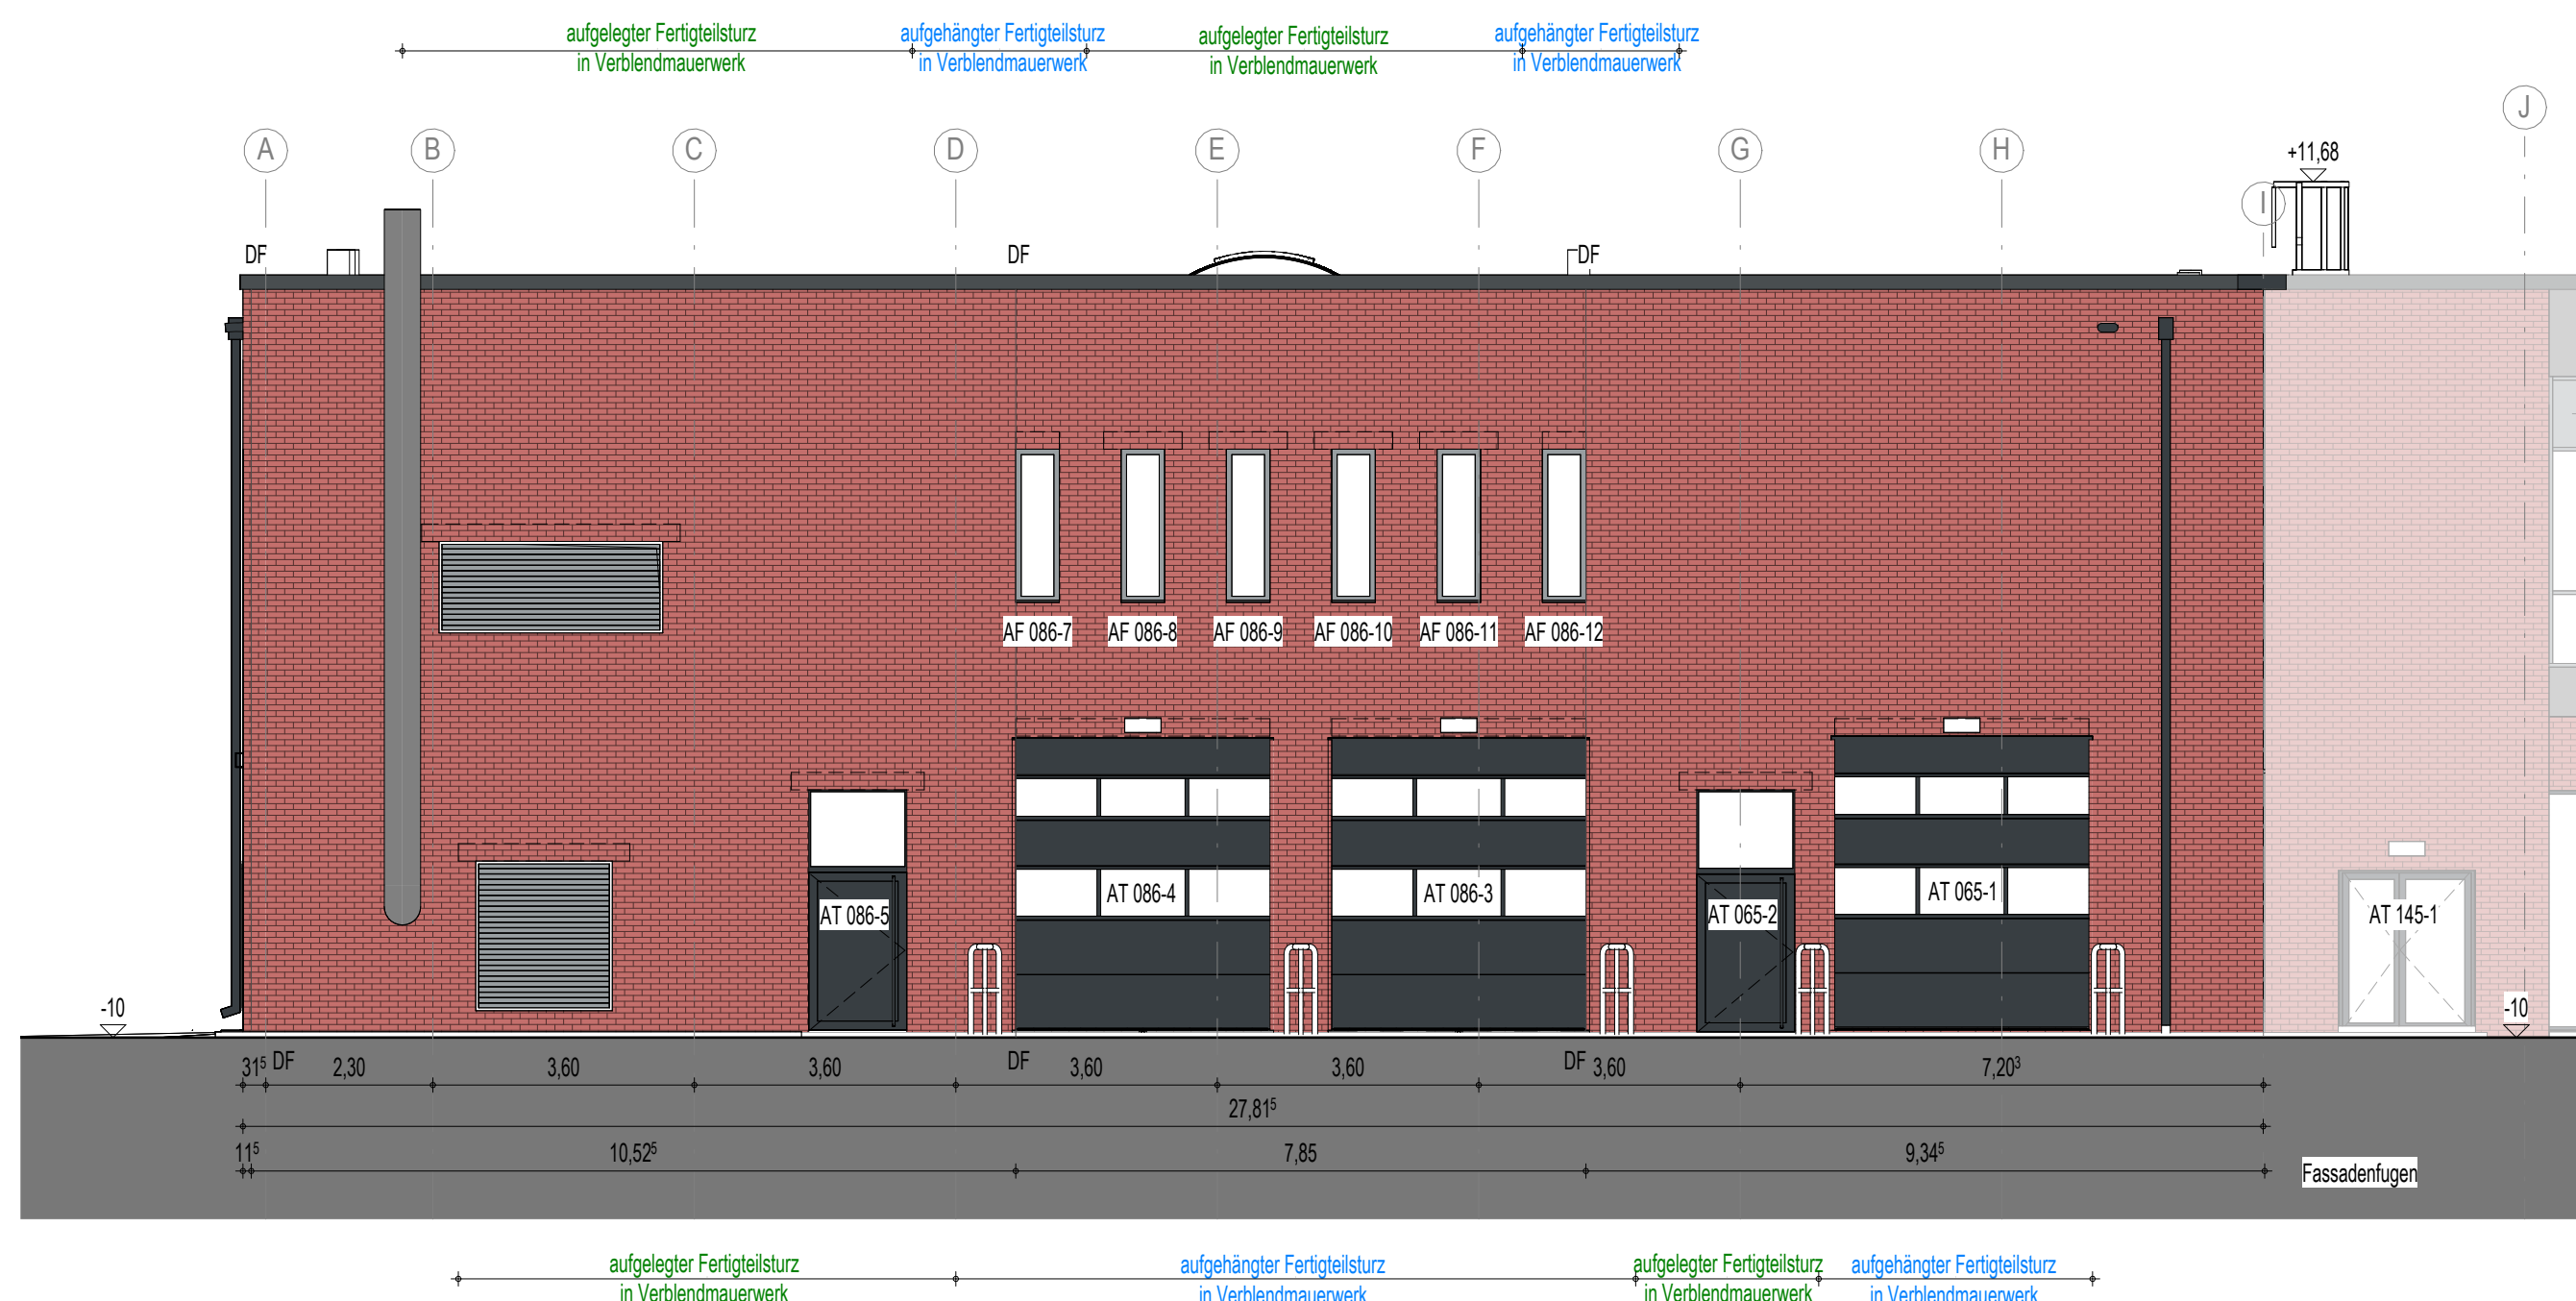 aufgelegter Fertigteilsturz
in Verblendmauerwerk
aufgehängter Fertigteilsturz
in Verblendmauerwerk
aufgelegter Fertigteilsturz
in Verblendmauerwerk
aufgehängter Fertigteilsturz
in Verblendmauerwerk
A
B
C
D
E
F
G
H
I
J
+11,68
DF
DF
DF
AF 086-7
AF 086-8
AF 086-9
AF 086-10
AF 086-11
AF 086-12
AT 086-5
AT 086-4
AT 086-3
AT 065-2
AT 065-1
AT 145-1
-10
-10
31⁵
DF
2,30
3,60
3,60
DF
3,60
3,60
DF
3,60
7,20³
27,81⁵
11⁵
10,52⁵
7,85
9,34⁵
Fassadenfugen
aufgelegter Fertigteilsturz
in Verblendmauerwerk
aufgehängter Fertigteilsturz
in Verblendmauerwerk
aufgelegter Fertigteilsturz
in Verblendmauerwerk
aufgehängter Fertigteilsturz
in Verblendmauerwerk